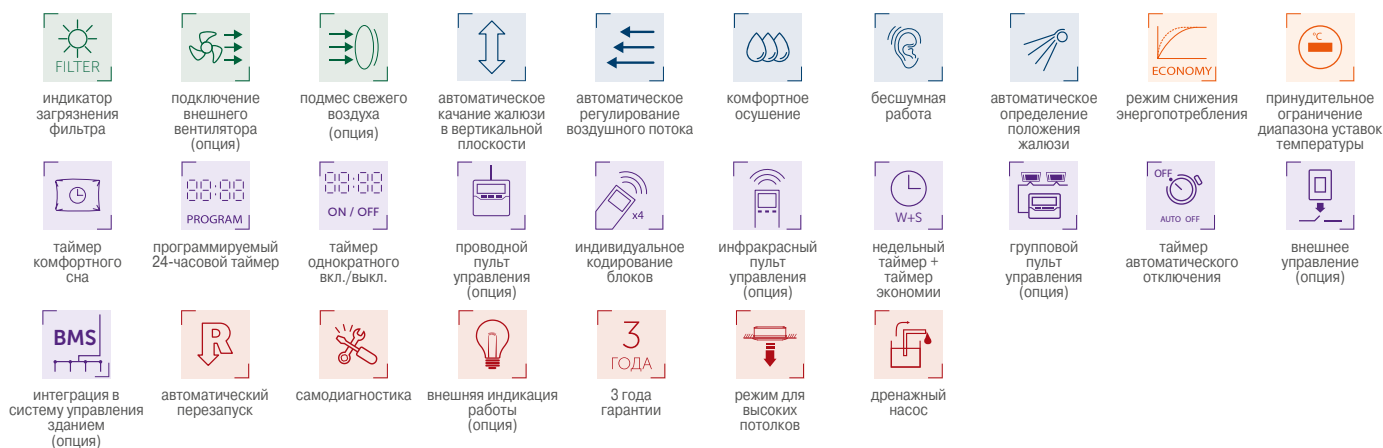 FILTER
индикатор
загрязнения
фильтра
подключение
внешнего
вентилятора
(опция)
подмес свежего
воздуха
(опция)
автоматическое
качание жалюзи
в вертикальной
плоскости
автоматическое
регулирование
воздушного потока
комфортное
осушение
бесшумная
работа
автоматическое
определение
положения
жалюзи
ECONOMY
режим снижения
энергопотребления
°C
принудительное
ограничение
диапазона уставок
температуры
таймер
комфортного
сна
88:88
PROGRAM
программируемый
24-часовой таймер
88:88
ON / OFF
таймер
однократного
вкл./выкл.
проводной
пульт
управления
(опция)
x4
индивидуальное
кодирование
блоков
инфракрасный
пульт
управления
(опция)
W+S
недельный
таймер +
таймер
экономии
групповой
пульт
управления
(опция)
OFF
AUTO OFF
таймер
автоматического
отключения
внешнее
управление
(опция)
BMS
интеграция в
систему управления
зданием
(опция)
R
автоматический
перезапуск
самодиагностика
внешняя индикация
работы
(опция)
3
ГОДА
3 года
гарантии
режим для
высоких
потолков
дренажный
насос